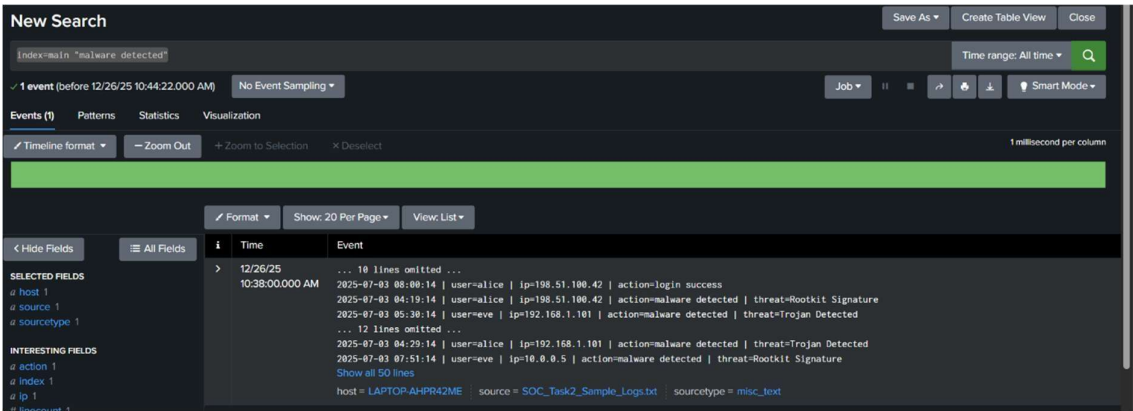 New Search
Save As ▾ Create Table View Close
index=main "malware detected"
Time range: All time ▾
✓ 1 event (before 12/26/25 10:44:22.000 AM) No Event Sampling ▾
Job ▾ Smart Mode ▾
Events (1) Patterns Statistics Visualization
Timeline format ▾ — Zoom Out + Zoom to Selection × Deselect
1 millisecond per column
Format ▾ Show: 20 Per Page ▾ View: List ▾
< Hide Fields All Fields
i Time Event
SELECTED FIELDS
a host 1
a source 1
a sourcetype 1
INTERESTING FIELDS
a action 1
a index 1
a ip 1
# linecount 1
> 12/26/25
10:38:00.000 AM
... 10 lines omitted ...
2025-07-03 08:00:14 | user=alice | ip=198.51.100.42 | action=login success
2025-07-03 04:19:14 | user=alice | ip=198.51.100.42 | action=malware detected | threat=Rootkit Signature
2025-07-03 05:30:14 | user=eve | ip=192.168.1.101 | action=malware detected | threat=Trojan Detected
... 12 lines omitted ...
2025-07-03 04:29:14 | user=alice | ip=192.168.1.101 | action=malware detected | threat=Trojan Detected
2025-07-03 07:51:14 | user=eve | ip=10.0.0.5 | action=malware detected | threat=Rootkit Signature
Show all 50 lines
host = LAPTOP-AHPR42ME source = SOC_Task2_Sample_Logs.txt sourcetype = misc_text